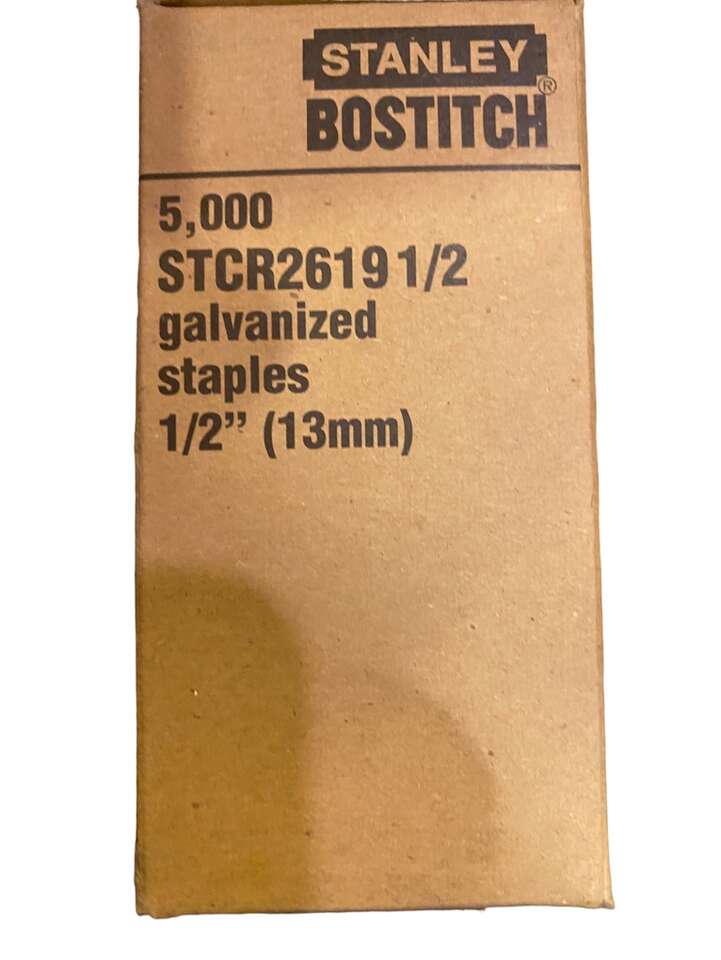 STANLEY
BOSTITCH®
5,000
STCR2619 1/2
galvanized
staples
1/2” (13mm)